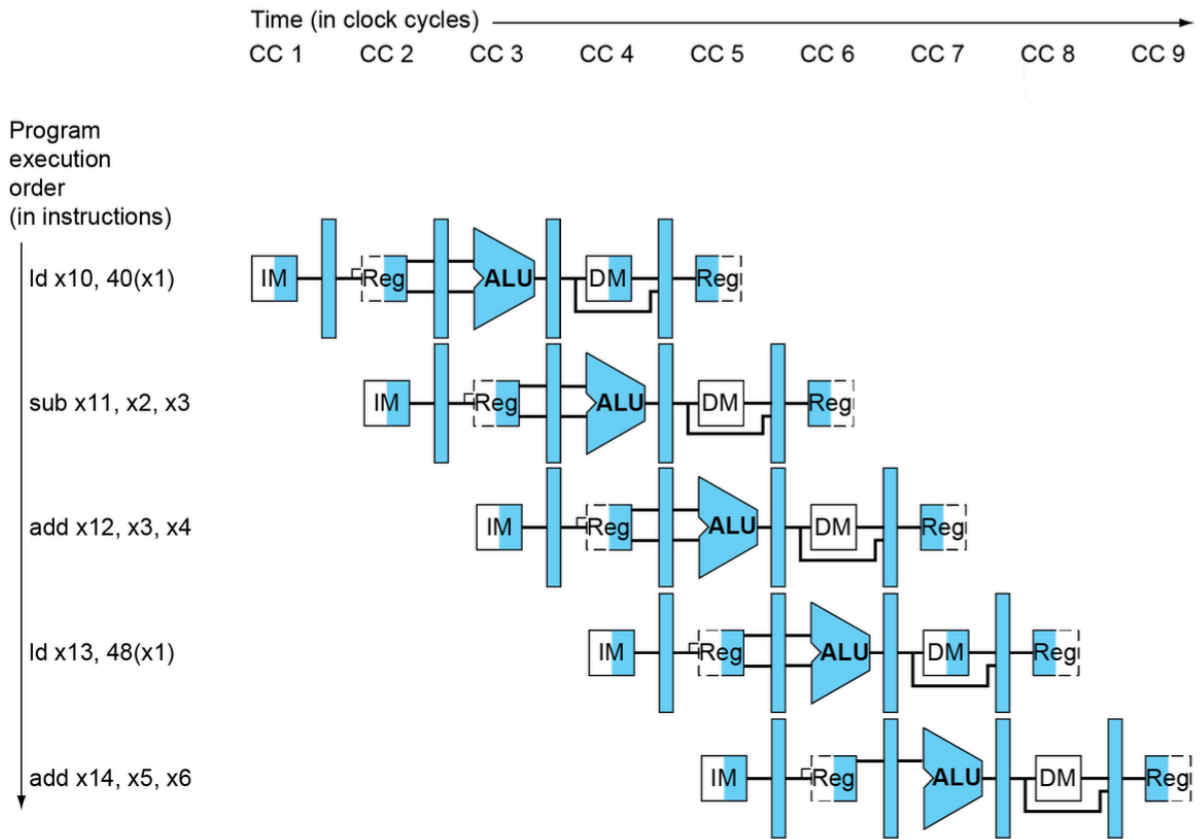 Time (in clock cycles)
CC 1 CC 2 CC 3 CC 4 CC 5 CC 6 CC 7 CC 8 CC 9
Program
execution
order
(in instructions)
ld x10, 40(x1) IM Reg ALU DM Reg
sub x11, x2, x3 IM Reg ALU DM Reg
add x12, x3, x4 IM Reg ALU DM Reg
ld x13, 48(x1) IM Reg ALU DM Reg
add x14, x5, x6 IM Reg ALU DM Reg